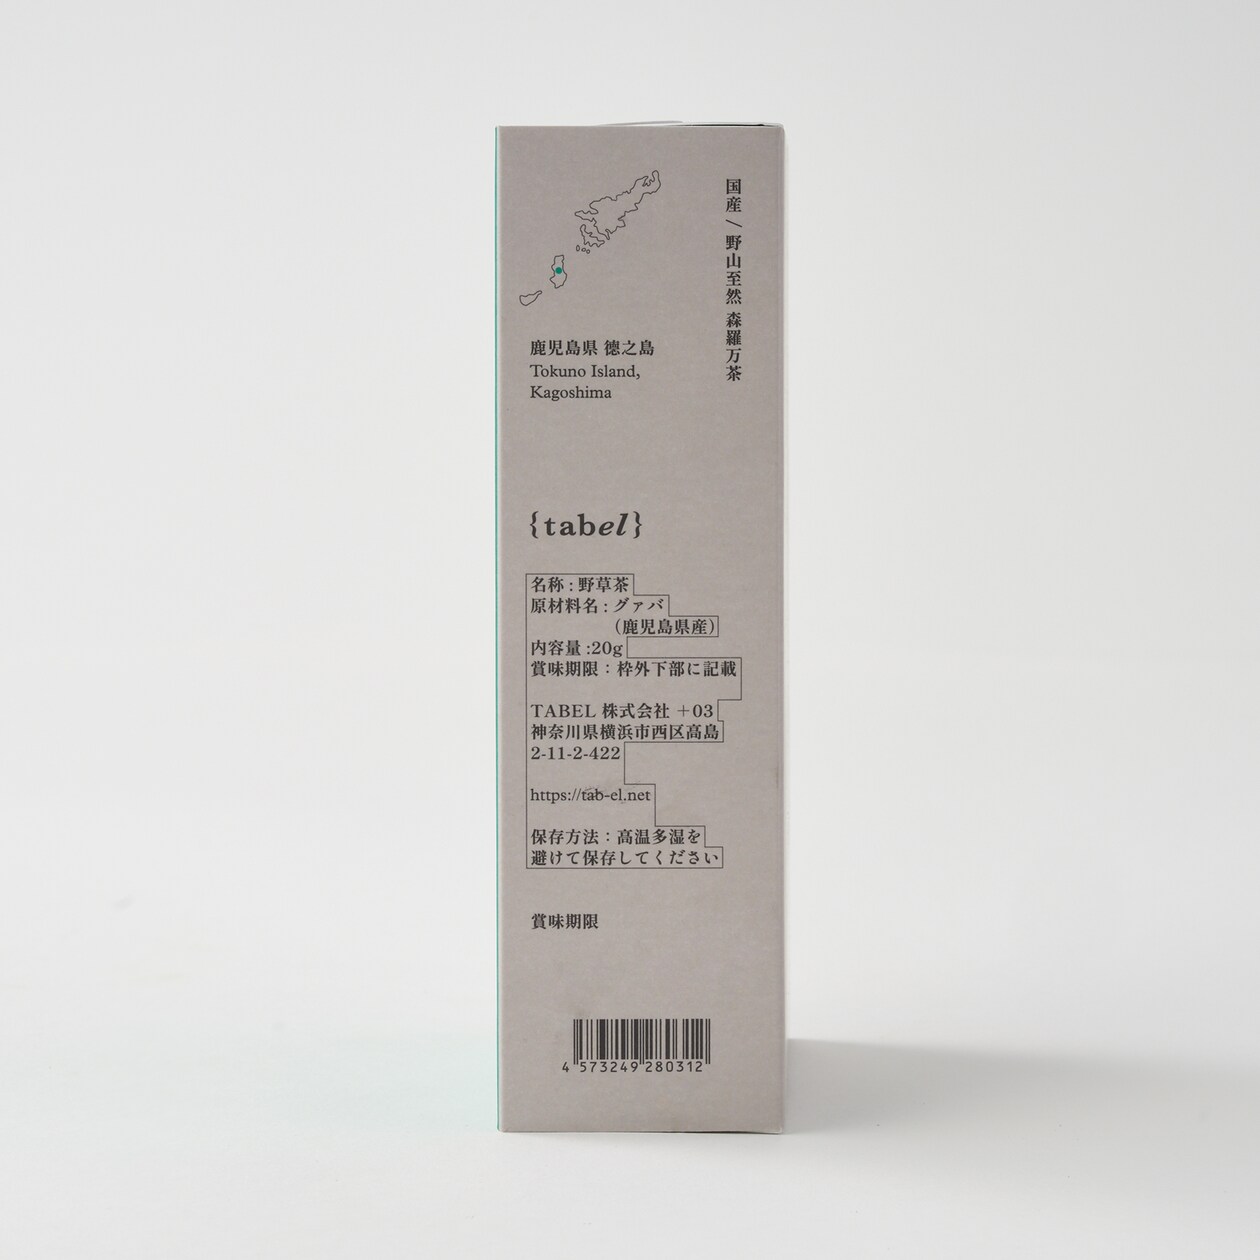 国産 / 野山至然 森羅万茶
鹿児島県 徳之島
Tokuno Island,
Kagoshima
{tabel}
名称 : 野草茶
原材料名 : グァバ
(鹿児島県産)
内容量 :20g
賞味期限：枠外下部に記載
TABEL 株式会社 +03
神奈川県横浜市西区高島
2-11-2-422
https://tab-el.net
保存方法：高温多湿を
避けて保存してください
賞味期限
4 573249 280312